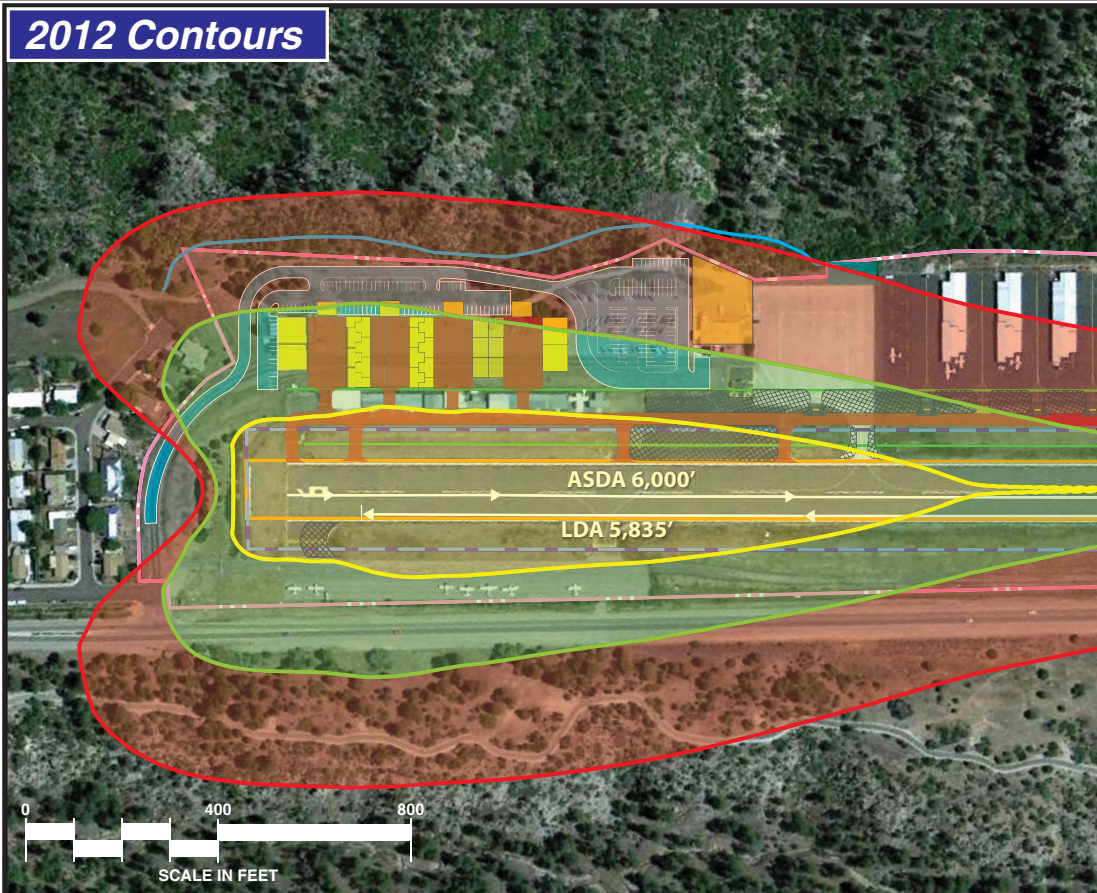 2012 Contours
ASDA 6,000’
LDA 5,835’
0 400 800
SCALE IN FEET